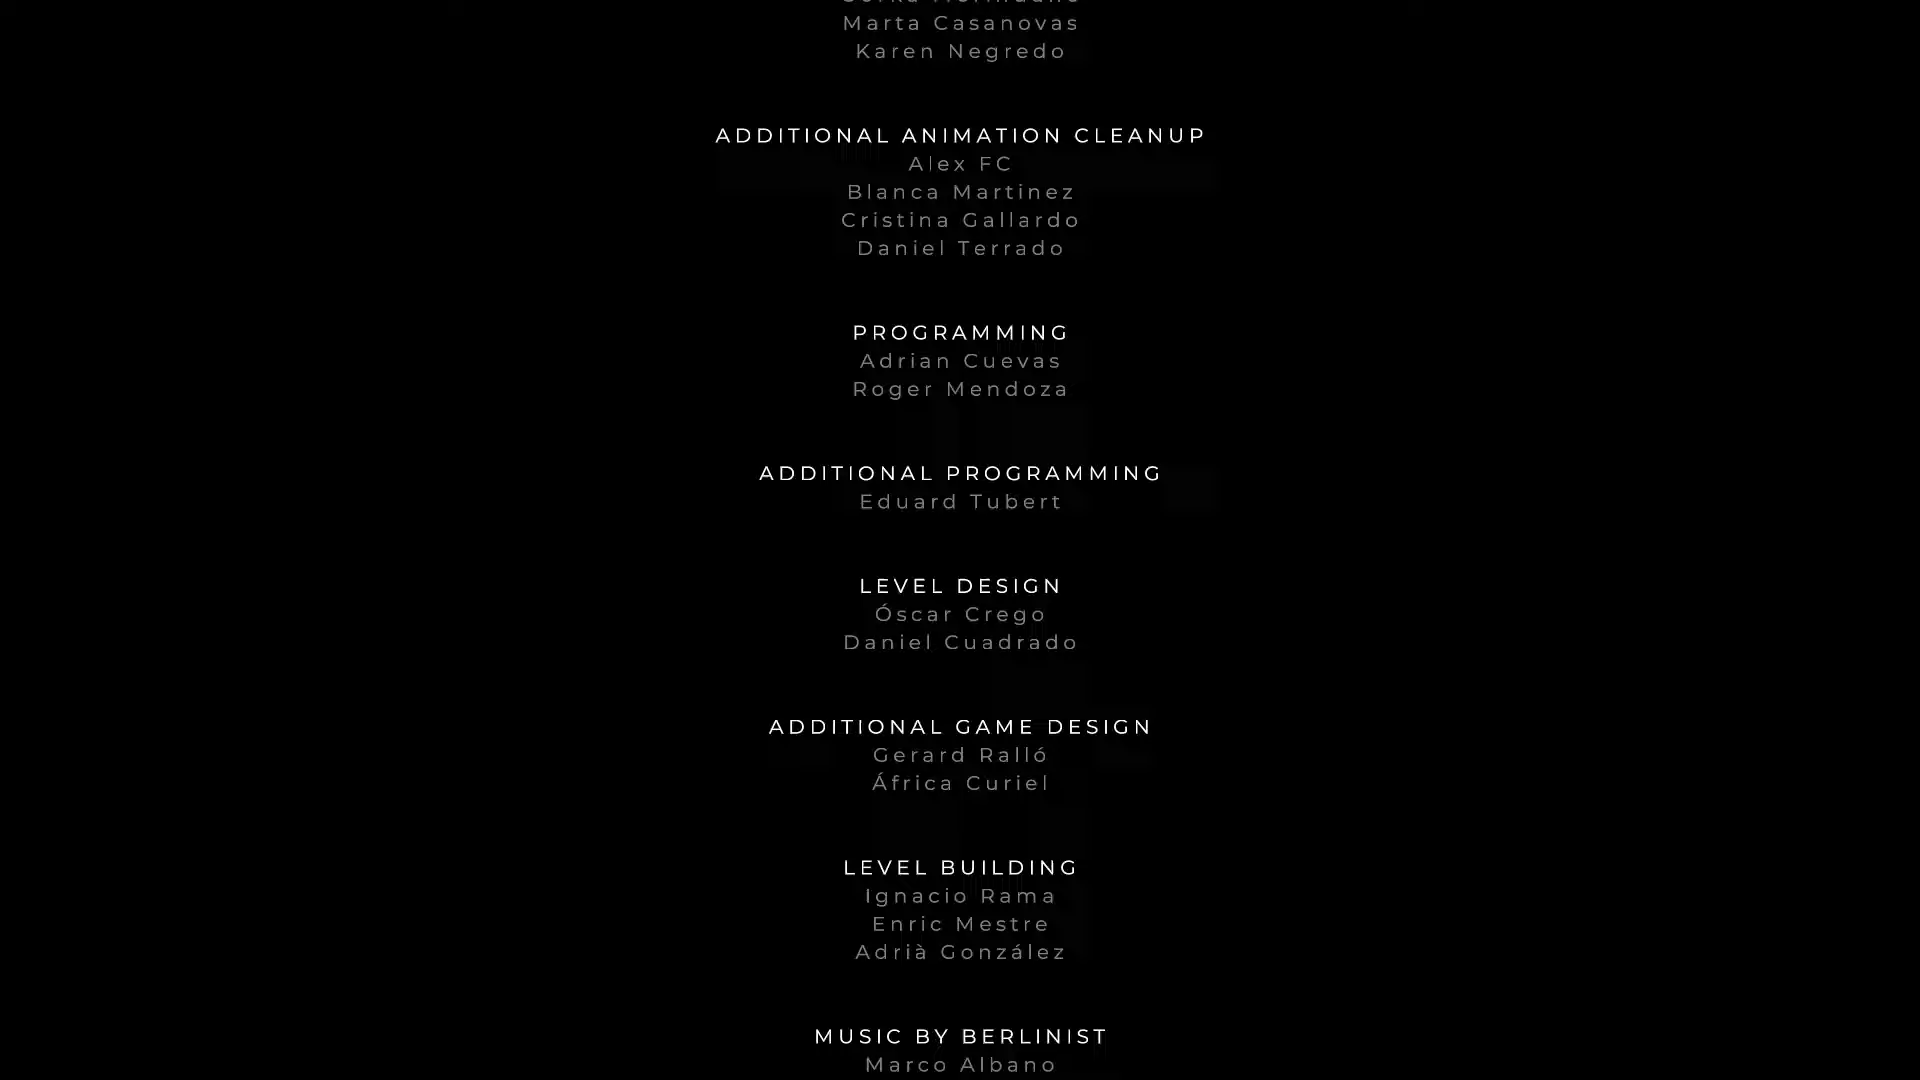 Marta Casanovas
Karen Negredo
ADDITIONAL ANIMATION CLEANUP
Alex FC
Blanca Martinez
Cristina Gallardo
Daniel Terrado
PROGRAMMING
Adrian Cuevas
Roger Mendoza
ADDITIONAL PROGRAMMING
Eduard Tubert
LEVEL DESIGN
Óscar Crego
Daniel Cuadrado
ADDITIONAL GAME DESIGN
Gerard Ralló
África Curiel
LEVEL BUILDING
Ignacio Rama
Enric Mestre
Adrià González
MUSIC BY BERLINIST
Marco Albano